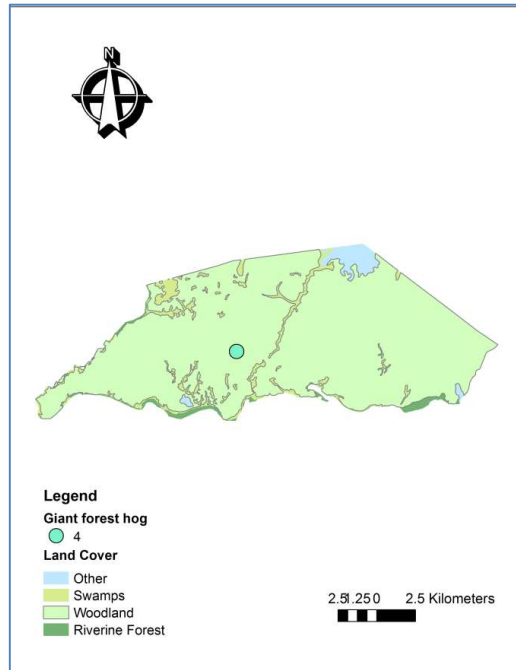 N
Legend
Giant forest hog
4
Land Cover
Other
Swamps
Woodland
Riverine Forest
2.51.250 2.5 Kilometers